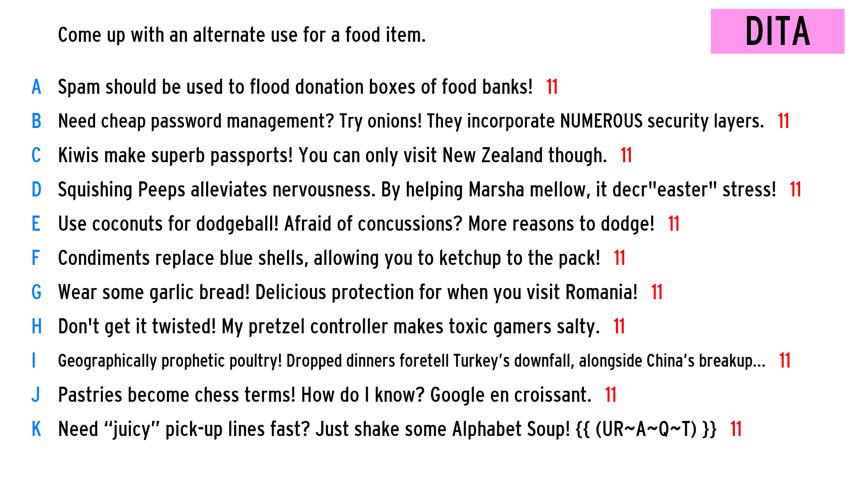 Come up with an alternate use for a food item.
DITA
A Spam should be used to flood donation boxes of food banks! 11
B Need cheap password management? Try onions! They incorporate NUMEROUS security layers. 11
C Kiwis make superb passports! You can only visit New Zealand though. 11
D Squishing Peeps alleviates nervousness. By helping Marsha mellow, it decr"easter" stress! 11
E Use coconuts for dodgeball! Afraid of concussions? More reasons to dodge! 11
F Condiments replace blue shells, allowing you to ketchup to the pack! 11
G Wear some garlic bread! Delicious protection for when you visit Romania! 11
H Don't get it twisted! My pretzel controller makes toxic gamers salty. 11
I Geographically prophetic poultry! Dropped dinners foretell Turkey’s downfall, alongside China’s breakup... 11
J Pastries become chess terms! How do I know? Google en croissant. 11
K Need “juicy” pick-up lines fast? Just shake some Alphabet Soup! {{ (UR~A~Q~T) }} 11